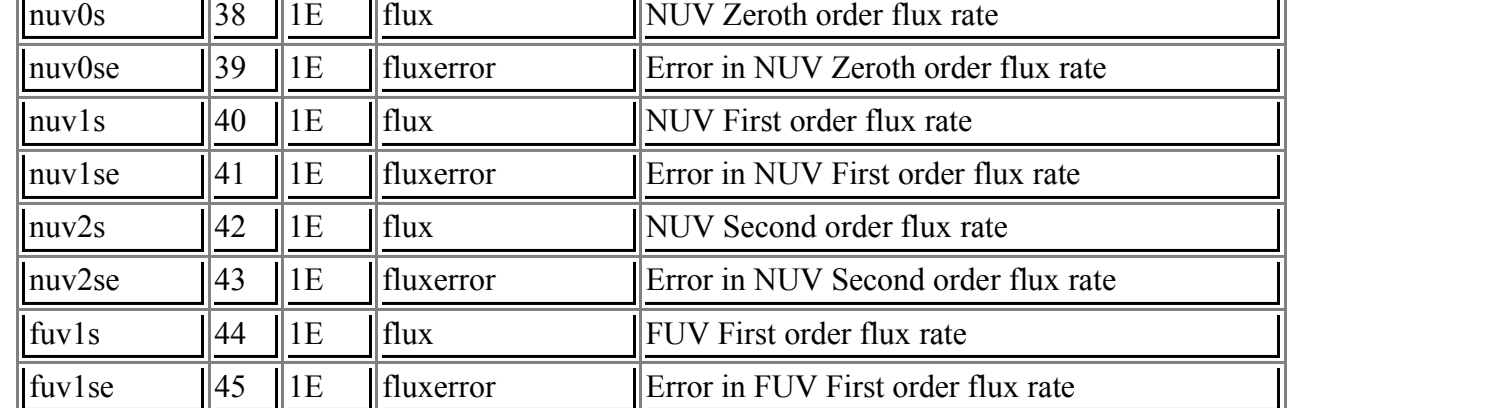 nuv0s 38 1E flux NUV Zeroth order flux rate
nuv0se 39 1E fluxerror Error in NUV Zeroth order flux rate
nuv1s 40 1E flux NUV First order flux rate
nuv1se 41 1E fluxerror Error in NUV First order flux rate
nuv2s 42 1E flux NUV Second order flux rate
nuv2se 43 1E fluxerror Error in NUV Second order flux rate
fuv1s 44 1E flux FUV First order flux rate
fuv1se 45 1E fluxerror Error in FUV First order flux rate